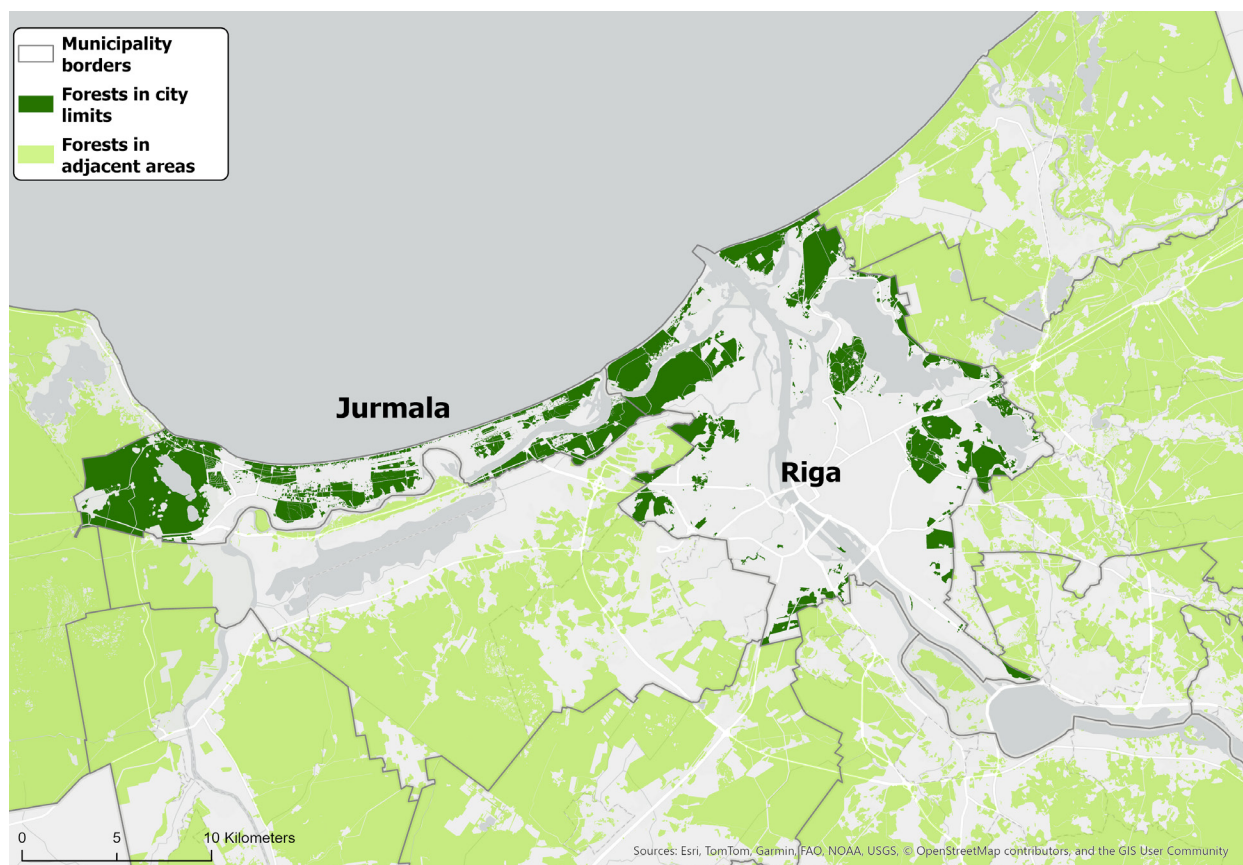 Municipality
borders
Forests in city
limits
Forests in
adjacent areas
Jurmala
Riga
0 5 10 Kilometers
Sources: Esri, TomTom, Garmin, FAO, NOAA, USGS, © OpenStreetMap contributors, and the GIS User Community